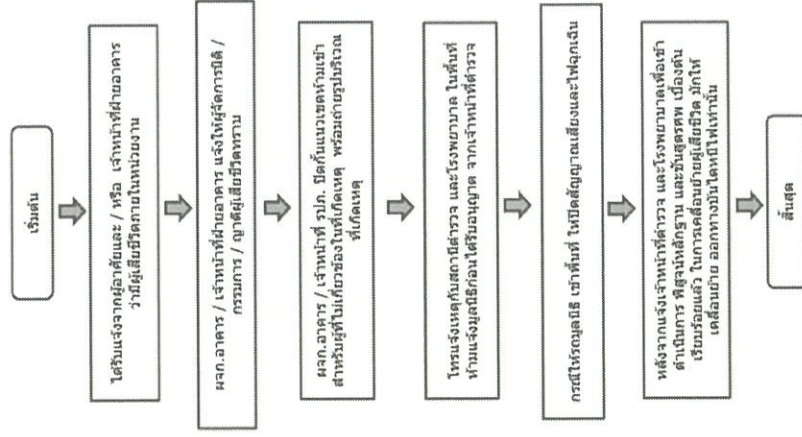 เริ่มต้น
ได้รับแจ้งจากผู้อาศัยและ / หรือ เจ้าหน้าที่ฝ่ายอาคาร
ว่ามีผู้เสียชีวิตภายในหน่วยงาน
ผจก.อาคาร / เจ้าหน้าที่ฝ่ายอาคาร แจ้งให้ผู้จัดการนิติ /
กรรมการ / ญาติผู้เสียชีวิตทราบ
ผจก.อาคาร / เจ้าหน้าที่ รปภ. ปิดกั้นแนวเขตห้ามเข้า
สำหรับผู้ที่ไม่เกี่ยวข้องในที่เกิดเหตุ พร้อมถ่ายรูปบริเวณ
ที่เกิดเหตุ
โทรแจ้งเหตุกับสถานีตำรวจ และโรงพยาบาล ในพื้นที่
ห้ามแจ้งมูลนิธิก่อนได้รับอนุญาต จากเจ้าหน้าที่ตำรวจ
กรณีให้รถมูลนิธิ เข้าพื้นที่ ให้ปิดสัญญาณเสียงและไฟฉุกเฉิน
หลังจากแจ้งเจ้าหน้าที่ตำรวจ และโรงพยาบาลเพื่อเข้า
ดำเนินการ พิสูจน์หลักฐาน และชันสูตรศพ เบื้องต้น
เรียบร้อยแล้ว ในการเคลื่อนย้ายผู้เสียชีวิต มักให้
เคลื่อนย้าย ออกทางบันไดหนีไฟเท่านั้น
สิ้นสุด